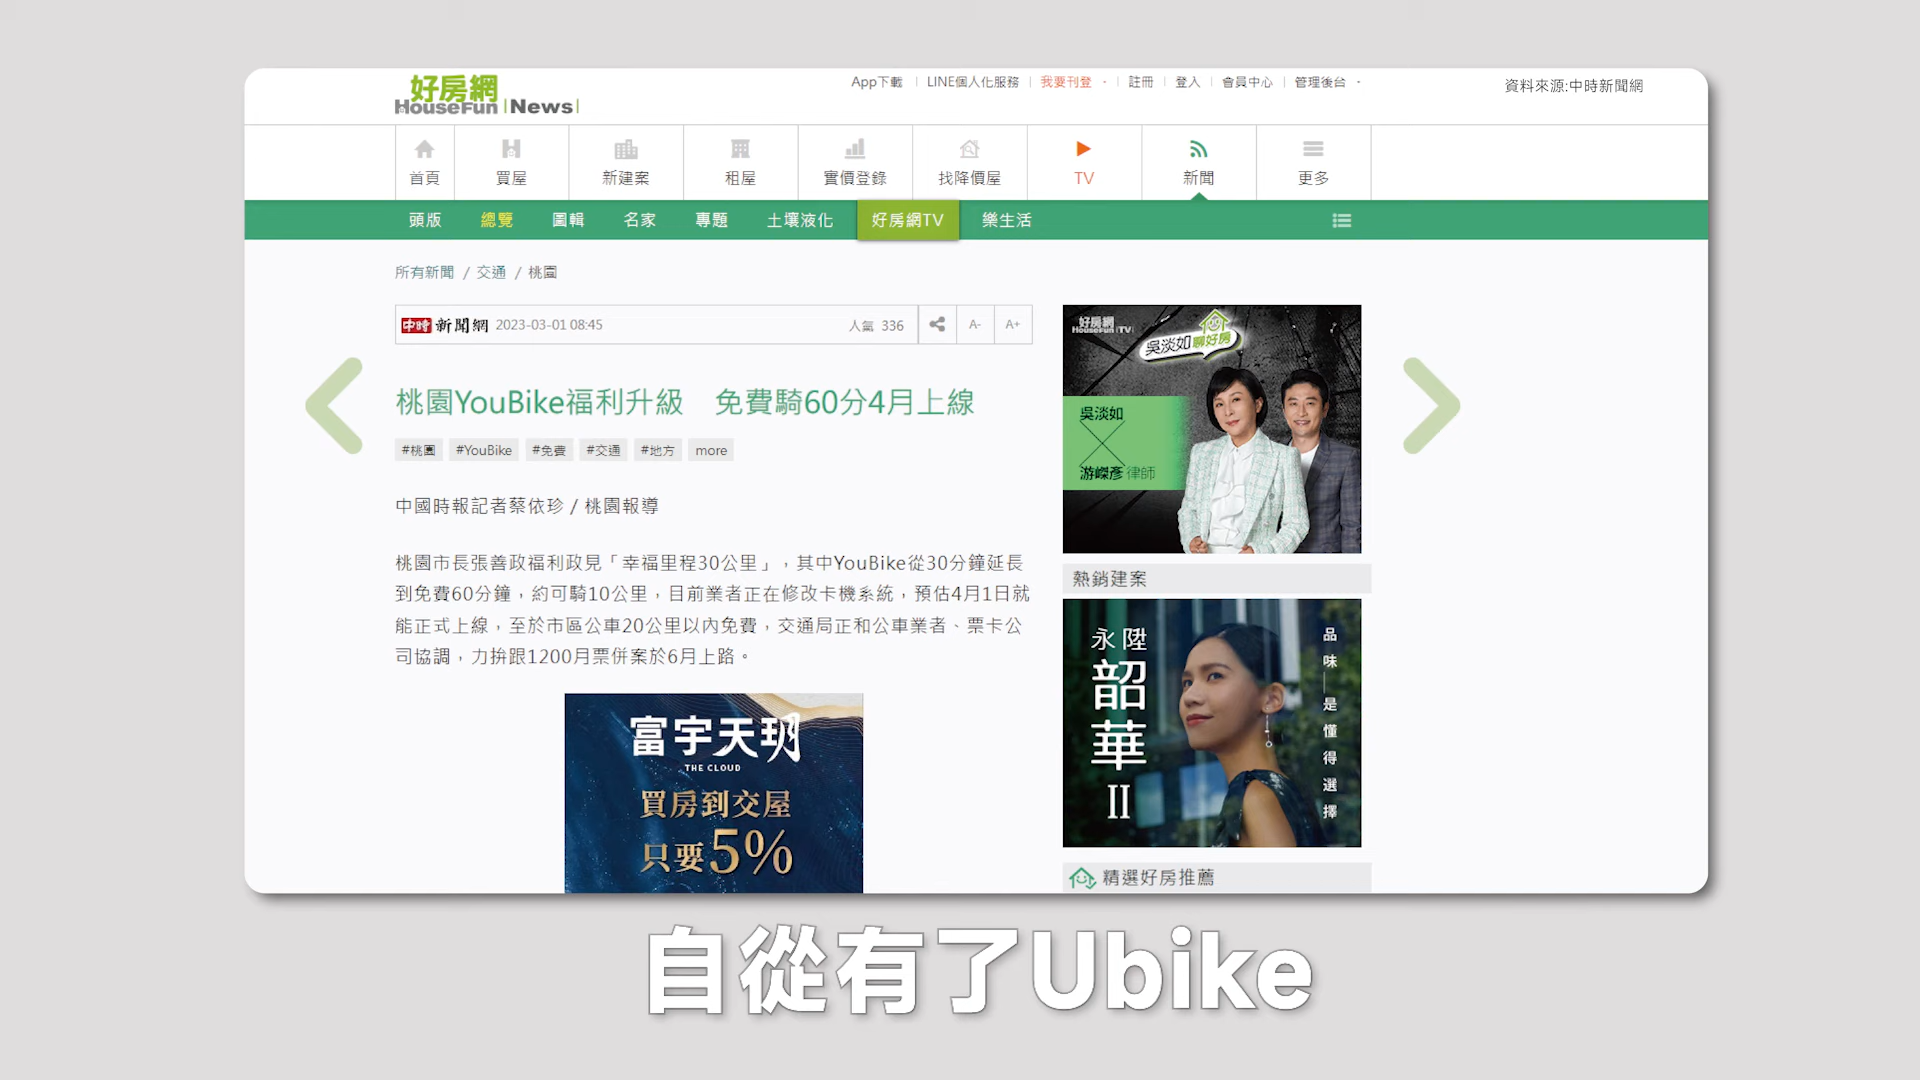 好房網
HouseFun News
App下載 LINE個人化服務 我要刊登 註冊 登入 會員中心 管理後台
資料來源:中時新聞網
首頁 買屋 新建案 租屋 實價登錄 找降價屋 TV 新聞 更多
頭版 總覽 圖輯 名家 專題 土壤液化 好房網TV 樂生活
所有新聞 / 交通 / 桃園
中時 新聞網 2023-03-01 08:45 人氣 336 A- A+
桃園YouBike福利升級 免費騎60分4月上線
#桃園 #YouBike #免費 #交通 #地方 more
中國時報記者蔡依珍 / 桃園報導
桃園市長張善政福利政見「幸福里程30公里」，其中YouBike從30分鐘延長
到免費60分鐘，約可騎10公里，目前業者正在修改卡機系統，預估4月1日就
能正式上線，至於市區公車20公里以內免費，交通局正和公車業者、票卡公
司協調，力拚跟1200月票併案於6月上路。
富宇天玥
THE CLOUD
買房到交屋
只要5%
好房網
HouseFun TV
吳淡如聊好房
吳淡如
游嶸彥 律師
熱銷建案
永陞
韶華
II
品味—是懂得選擇
精選好房推薦
自從有了Ubike